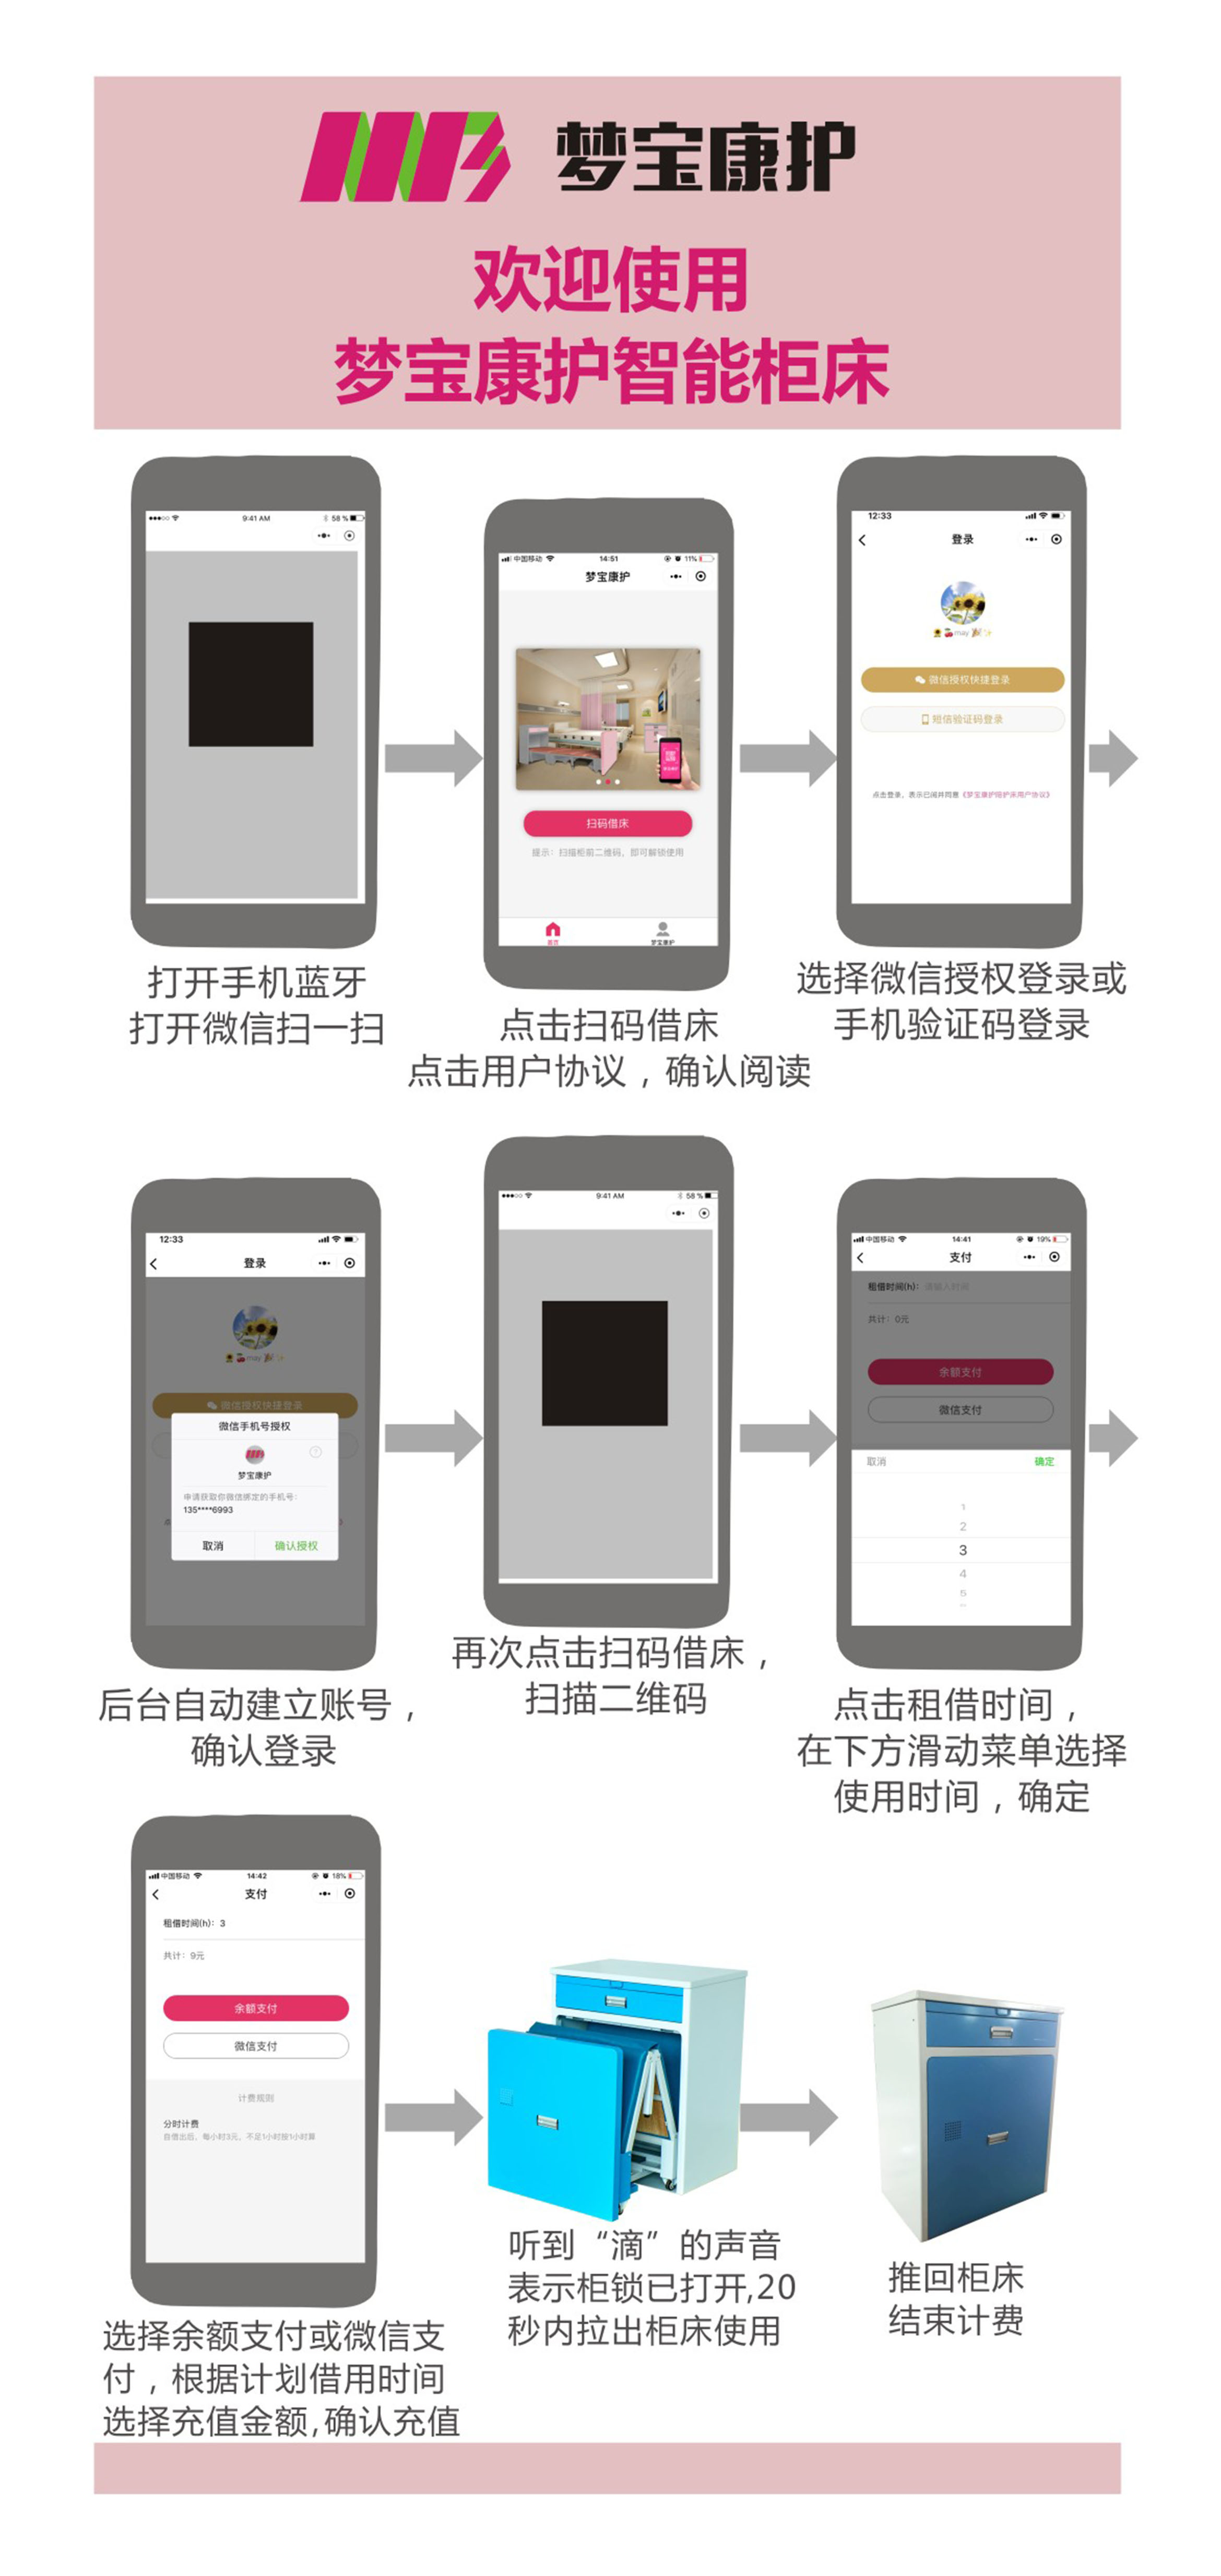 梦宝康护
欢迎使用
梦宝康护智能柜床
9:41 AM
58 %
打开手机蓝牙
打开微信扫一扫
中国移动
14:51
11%
梦宝康护
扫码借床
提示：扫描柜前二维码，即可解锁使用
首页
梦宝康护
点击扫码借床
点击用户协议，确认阅读
12:33
登录
may
微信授权快捷登录
短信验证码登录
点击登录，表示已阅并同意《梦宝康护陪护床用户协议》
选择微信授权登录或
手机验证码登录
12:33
登录
may
微信授权快捷登录
微信手机号授权
梦宝康护
申请获取你微信绑定的手机号：
135****6993
取消
确认授权
后台自动建立账号，
确认登录
9:41 AM
58 %
再次点击扫码借床，
扫描二维码
中国移动
14:41
19%
支付
租借时间(h)：请输入时间
共计：0元
余额支付
微信支付
取消
确定
1
2
3
4
5
点击租借时间，
在下方滑动菜单选择
使用时间，确定
中国移动
14:42
18%
支付
租借时间(h)：3
共计：9元
余额支付
微信支付
计费规则
分时计费
自借出后，每小时3元，不足1小时按1小时算
选择余额支付或微信支
付，根据计划借用时间
选择充值金额,确认充值
听到“滴”的声音
表示柜锁已打开,20
秒内拉出柜床使用
推回柜床
结束计费